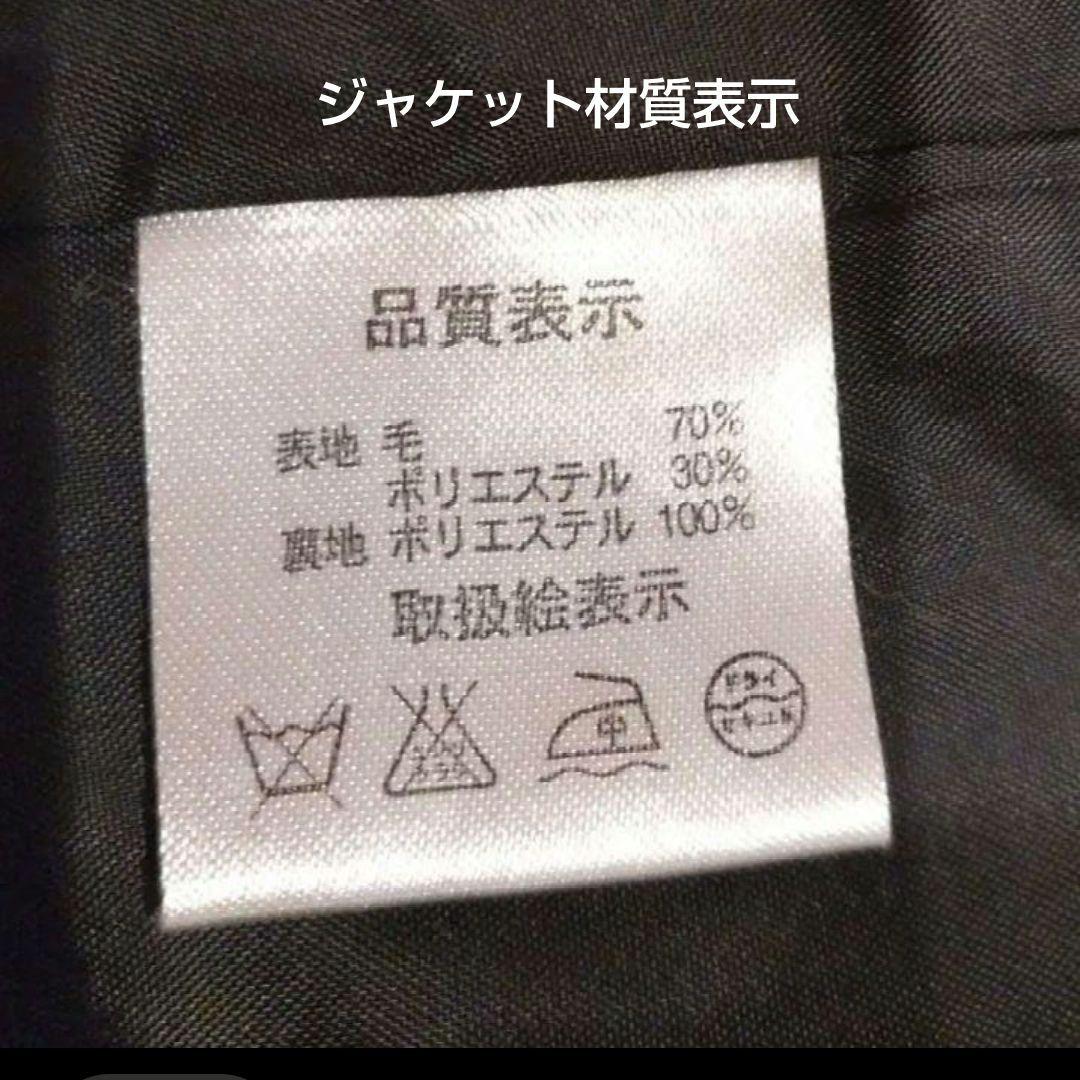 ジャケット材質表示
品質表示
表地 毛 70%
ポリエステル 30%
裏地 ポリエステル 100%
取扱絵表示
中
ドライ
セキユ系